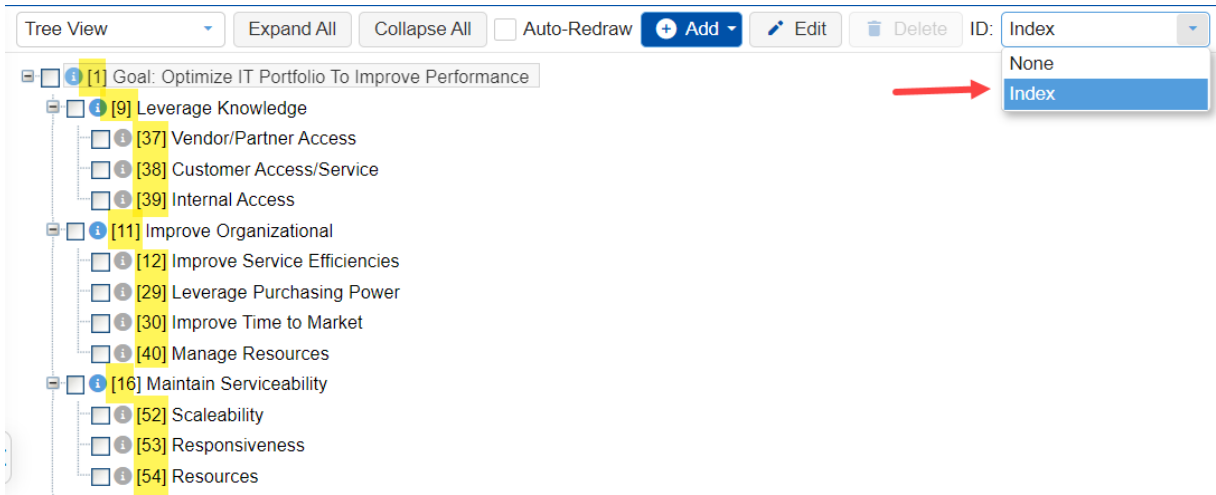 Tree View Expand All Collapse All Auto-Redraw Add Edit Delete ID: Index
None
Index
[1] Goal: Optimize IT Portfolio To Improve Performance
[9] Leverage Knowledge
[37] Vendor/Partner Access
[38] Customer Access/Service
[39] Internal Access
[11] Improve Organizational
[12] Improve Service Efficiencies
[29] Leverage Purchasing Power
[30] Improve Time to Market
[40] Manage Resources
[16] Maintain Serviceability
[52] Scaleability
[53] Responsiveness
[54] Resources